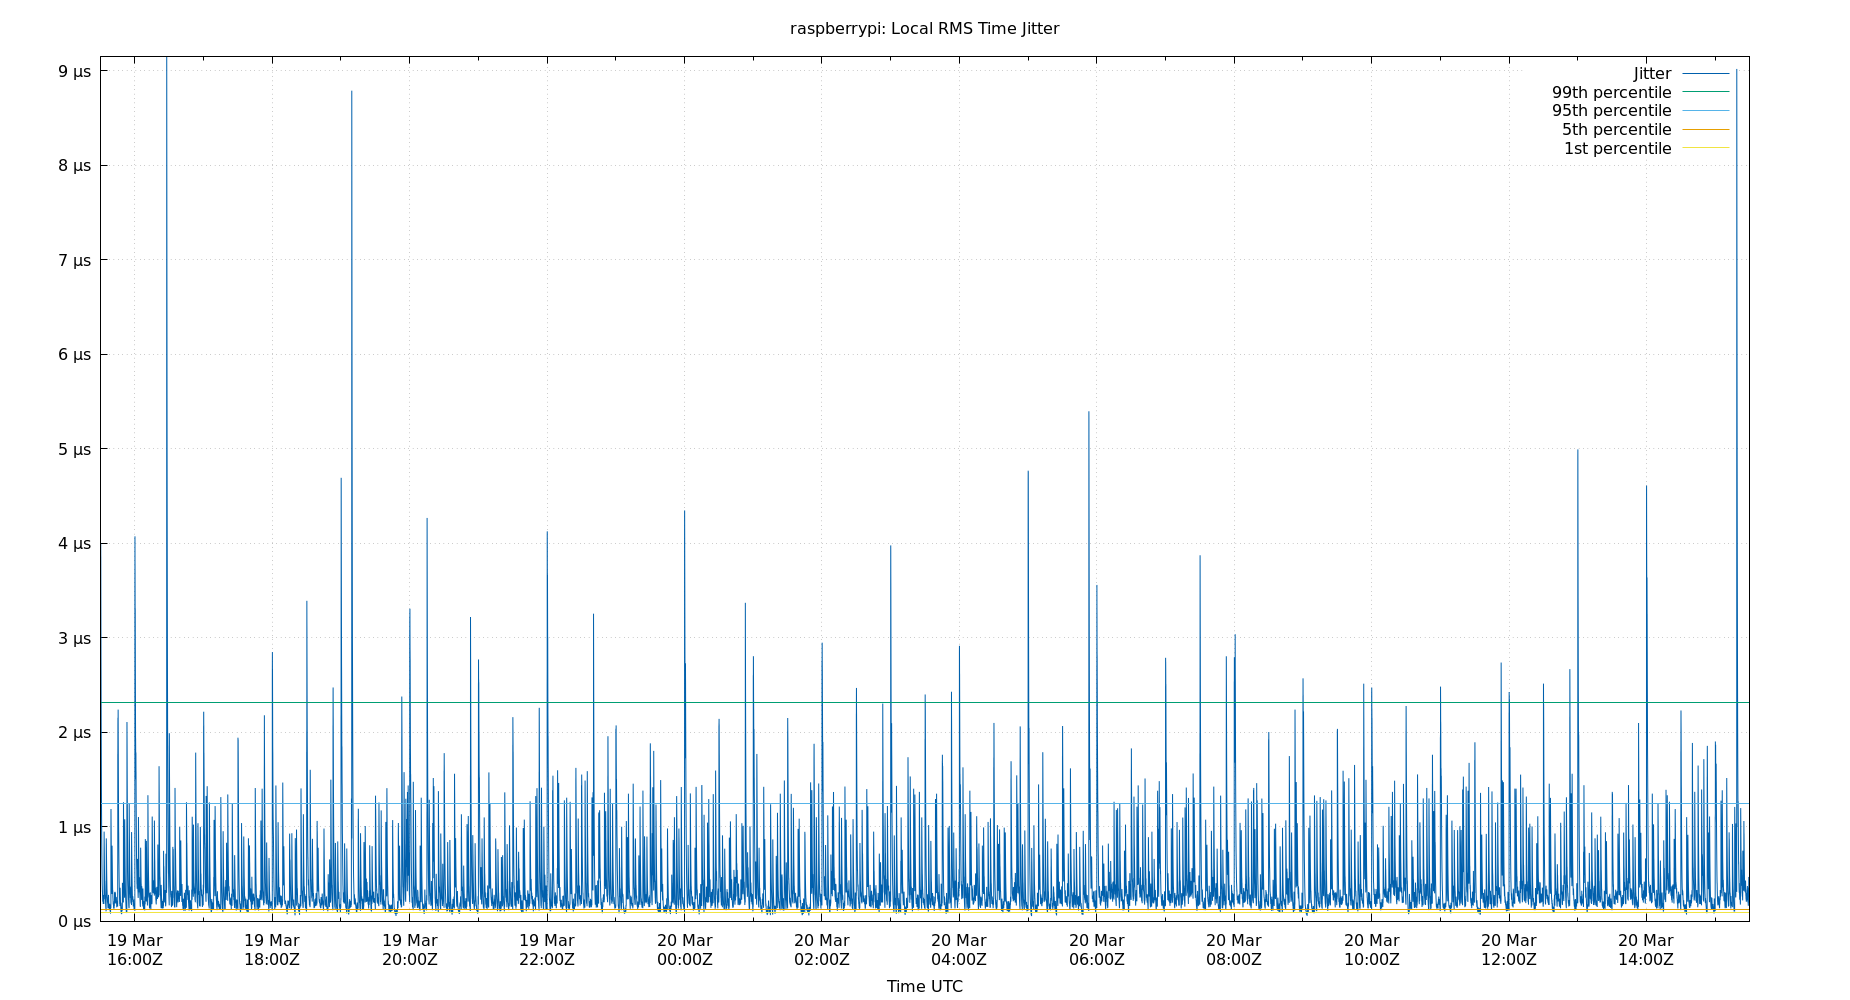 raspberrypi: Local RMS Time Jitter
9 µs
8 µs
7 µs
6 µs
5 µs
4 µs
3 µs
2 µs
1 µs
0 µs
Jitter
99th percentile
95th percentile
5th percentile
1st percentile
19 Mar 19 Mar 19 Mar 19 Mar 20 Mar 20 Mar 20 Mar 20 Mar 20 Mar 20 Mar 20 Mar 20 Mar
16:00Z 18:00Z 20:00Z 22:00Z 00:00Z 02:00Z 04:00Z 06:00Z 08:00Z 10:00Z 12:00Z 14:00Z
Time UTC